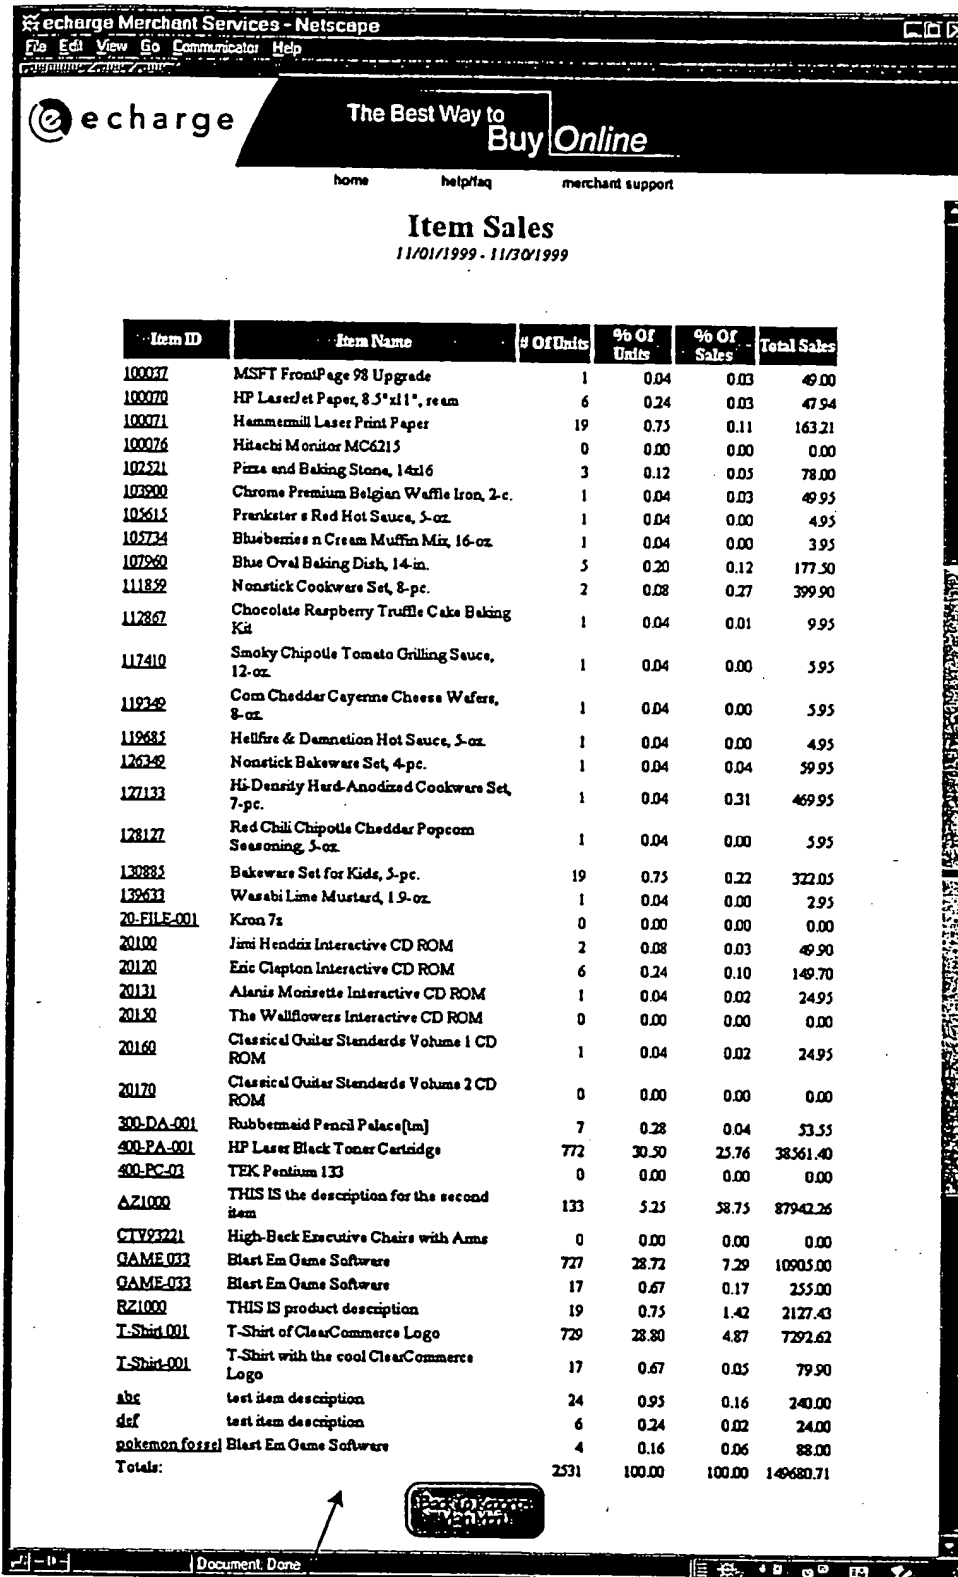 echarge Merchant Services - Netscape
File Edit View Go Communicator Help
echarge
The Best Way to
Buy Online
home help/faq merchant support
Item Sales
11/01/1999 - 11/30/1999
Item ID Item Name # Of Units % Of Units % Of Sales Total Sales
100037 MSFT FrontPage 98 Upgrade 1 0.04 0.03 49.00
100070 HP LaserJet Paper, 8.5"x11", ream 6 0.24 0.03 47.94
100071 Hammermill Laser Print Paper 19 0.75 0.11 163.21
100076 Hitachi Monitor MC6215 0 0.00 0.00 0.00
102521 Pizza and Baking Stone, 14x16 3 0.12 0.05 78.00
103900 Chrome Premium Belgian Waffle Iron, 2-c. 1 0.04 0.03 49.95
105615 Prankster s Red Hot Sauce, 5-oz. 1 0.04 0.00 4.95
105734 Blueberries n Cream Muffin Mix, 16-oz. 1 0.04 0.00 3.95
107960 Blue Oval Baking Dish, 14-in. 5 0.20 0.12 177.50
111859 Nonstick Cookware Set, 8-pc. 2 0.08 0.27 399.90
112867 Chocolate Raspberry Truffle Cake Baking
Kit 1 0.04 0.01 9.95
117410 Smoky Chipotle Tomato Grilling Sauce,
12-oz. 1 0.04 0.00 5.95
119349 Corn Cheddar Cayenne Cheese Wafers,
8-oz. 1 0.04 0.00 5.95
119685 Hellfire & Damnation Hot Sauce, 5-oz. 1 0.04 0.00 4.95
126349 Nonstick Bakeware Set, 4-pc. 1 0.04 0.04 59.95
127133 Hi-Density Hard-Anodized Cookware Set,
7-pc. 1 0.04 0.31 469.95
128127 Red Chili Chipotle Cheddar Popcorn
Seasoning, 5-oz. 1 0.04 0.00 5.95
130885 Bakeware Set for Kids, 5-pc. 19 0.75 0.22 322.05
139633 Wasabi Lime Mustard, 1.9-oz. 1 0.04 0.00 2.95
20-FILE-001 Kron 7s 0 0.00 0.00 0.00
20100 Jimi Hendrix Interactive CD ROM 2 0.08 0.03 49.90
20120 Eric Clapton Interactive CD ROM 6 0.24 0.10 149.70
20131 Alanis Morisette Interactive CD ROM 1 0.04 0.02 24.95
20150 The Wallflowers Interactive CD ROM 0 0.00 0.00 0.00
20160 Classical Guitar Standards Volume 1 CD
ROM 1 0.04 0.02 24.95
20170 Classical Guitar Standards Volume 2 CD
ROM 0 0.00 0.00 0.00
300-DA-001 Rubbermaid Pencil Palace[tm] 7 0.28 0.04 53.55
400-PA-001 HP Laser Black Toner Cartridge 772 30.50 25.76 38561.40
400-PC-03 TEK Pentium 133 0 0.00 0.00 0.00
AZ1000 THIS IS the description for the second
item 133 5.25 58.75 87942.26
CTV93221 High-Back Executive Chairs with Arms 0 0.00 0.00 0.00
GAME 033 Blast Em Game Software 727 28.72 7.29 10905.00
GAME-033 Blast Em Game Software 17 0.67 0.17 255.00
RZ1000 THIS IS product description 19 0.75 1.42 2127.43
T-Shirt 001 T-Shirt of ClearCommerce Logo 729 28.80 4.87 7292.62
T-Shirt-001 T-Shirt with the cool ClearCommerce
Logo 17 0.67 0.05 79.90
abc test item description 24 0.95 0.16 240.00
def test item description 6 0.24 0.02 24.00
pokemon fossel Blast Em Game Software 4 0.16 0.06 88.00
Totals: 2531 100.00 100.00 149680.71
Back to Reports
Main Menu
Document: Done